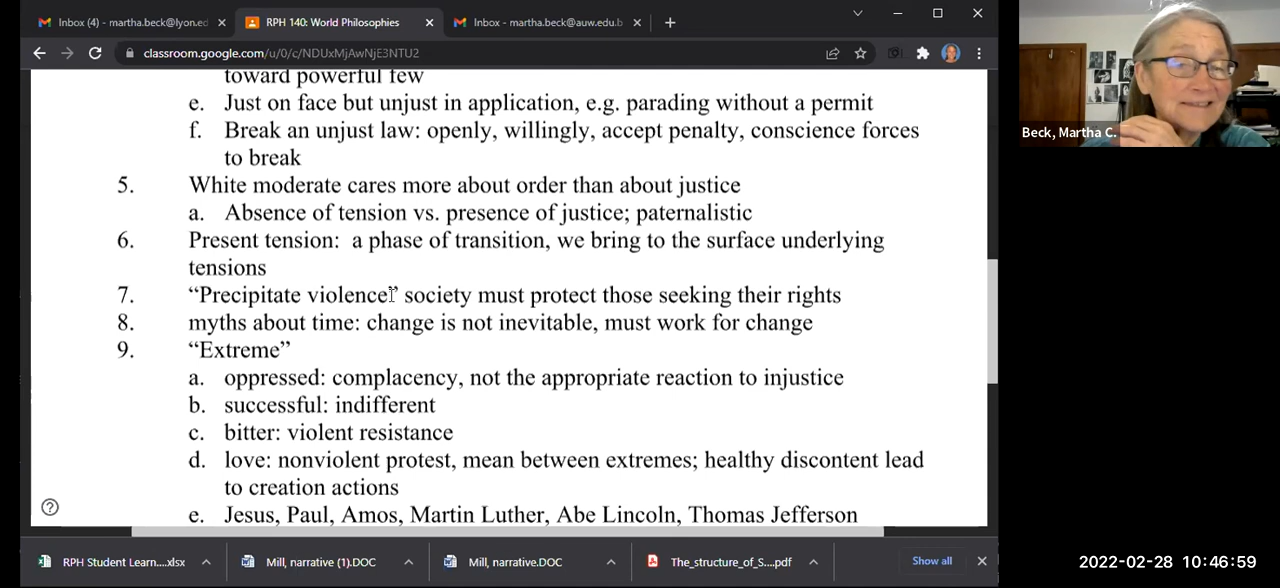 Inbox (4) - martha.beck@lyon.ed
RPH 140: World Philosophies
Inbox - martha.beck@auw.edu.b
classroom.google.com/u/0/c/NDUxMjAwNjE3NTU2
toward powerful few
e. Just on face but unjust in application, e.g. parading without a permit
f. Break an unjust law: openly, willingly, accept penalty, conscience forces
to break
5. White moderate cares more about order than about justice
a. Absence of tension vs. presence of justice; paternalistic
6. Present tension: a phase of transition, we bring to the surface underlying
tensions
7. “Precipitate violence” society must protect those seeking their rights
8. myths about time: change is not inevitable, must work for change
9. “Extreme”
a. oppressed: complacency, not the appropriate reaction to injustice
b. successful: indifferent
c. bitter: violent resistance
d. love: nonviolent protest, mean between extremes; healthy discontent lead
to creation actions
e. Jesus, Paul, Amos, Martin Luther, Abe Lincoln, Thomas Jefferson
RPH Student Learn....xlsx
Mill, narrative (1).DOC
Mill, narrative.DOC
The_structure_of_S....pdf
Show all
Beck, Martha C.
2022-02-28 10:46:59